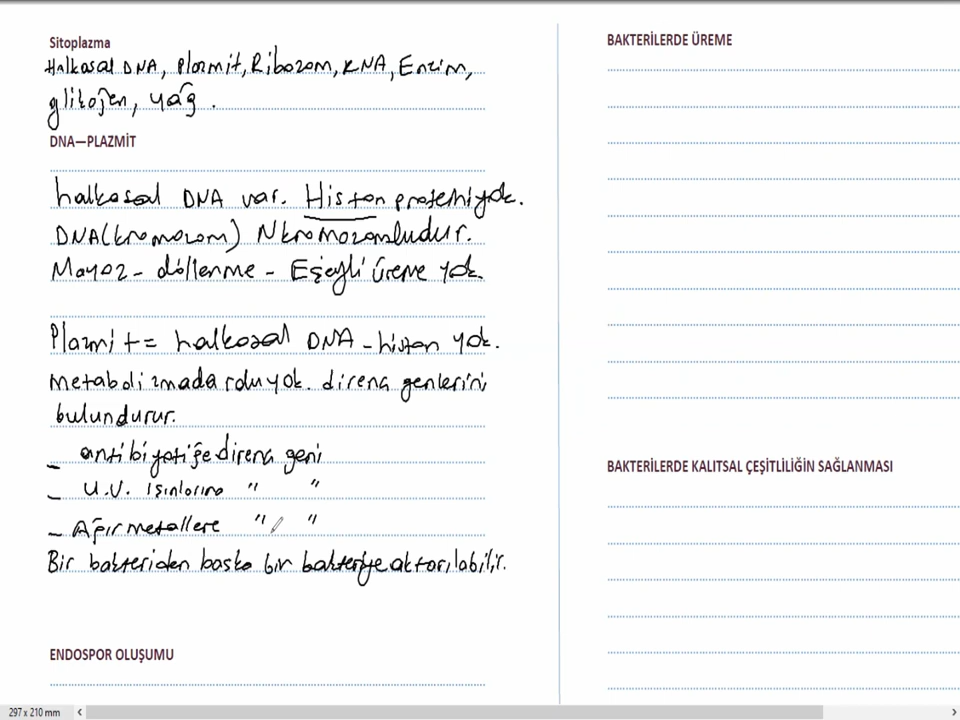 Sitoplazma
Halkasal DNA, Plazmit, Ribozom, RNA, Enzim,
glikojen, yağ.
DNA—PLAZMİT
halkasal DNA var. Histon proteini yok.
DNA(kromozom) N kromozomludur.
Mayoz - döllenme - Eşeyli üreme yok.
Plazmit = halkasal DNA - histon yok.
metabolizmada rolu yok. direnç genlerini
bulundurur.
- antibiyotiğe direnç geni
- U.V. ışınlarına " "
- Ağır metallere " "
Bir bakteriden başka bir bakteriye aktarılabilir.
ENDOSPOR OLUŞUMU
BAKTERİLERDE ÜREME
BAKTERİLERDE KALITSAL ÇEŞİTLİLİĞİN SAĞLANMASI
297 x 210 mm